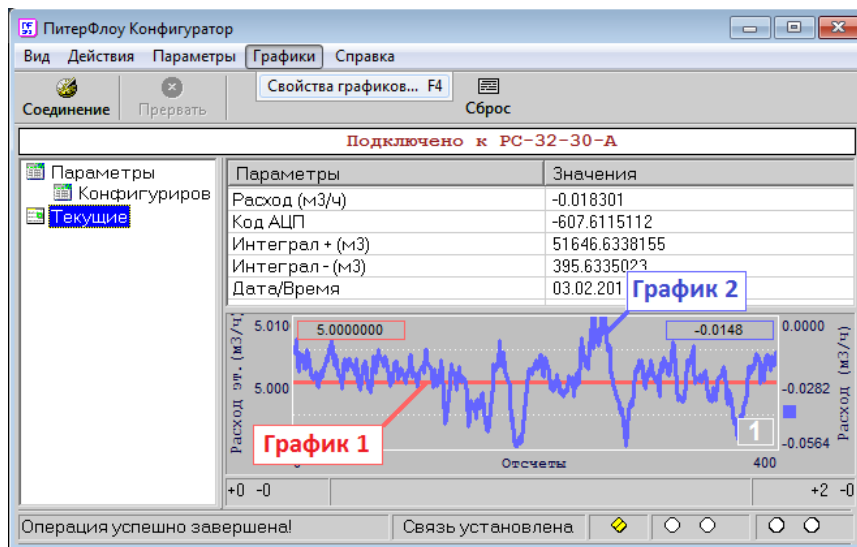 ПитерФлоу Конфигуратор
Вид Действия Параметры Графики Справка
Свойства графиков... F4
Соединение Прервать Сброс
Подключено к РС-32-30-А
Параметры
Конфигуриров
Текущие
Параметры Значения
Расход (м3/ч) -0.018301
Код АЦП -607.6115112
Интеграл + (м3) 51646.6338155
Интеграл - (м3) 395.6335023
Дата/Время 03.02.201
График 2
Расход эт. (м3/ч)
5.010
5.000
5.0000000
-0.0148
0.0000
-0.0282
-0.0564
Расход (м3/ч)
График 1
1
Отсчеты 400
+0 -0 +2 -0
Операция успешно завершена! Связь установлена